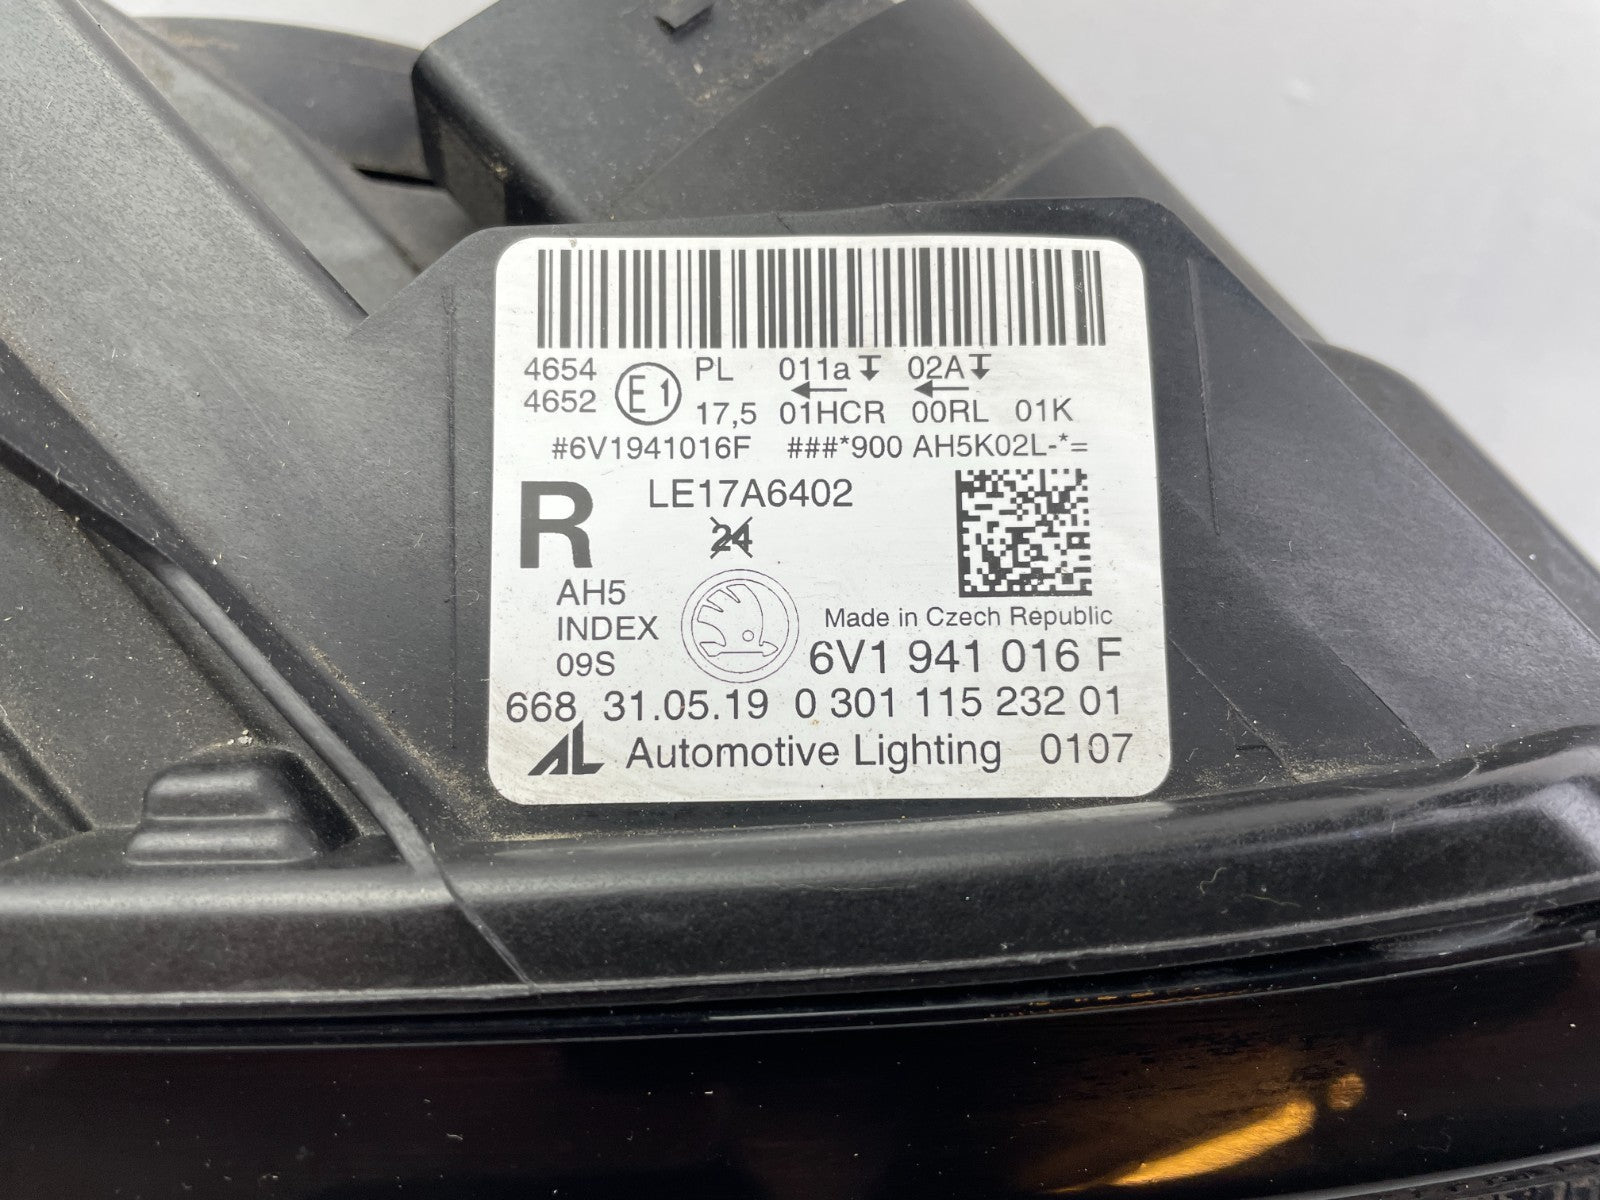 4654 PL 011a 02A
4652 E1 17,5 01HCR 00RL 01K
#6V1941016F ###*900 AH5K02L-*=
R LE17A6402
24
AH5
INDEX Made in Czech Republic
09S 6V1 941 016 F
668 31.05.19 0 301 115 232 01
AL Automotive Lighting 0107